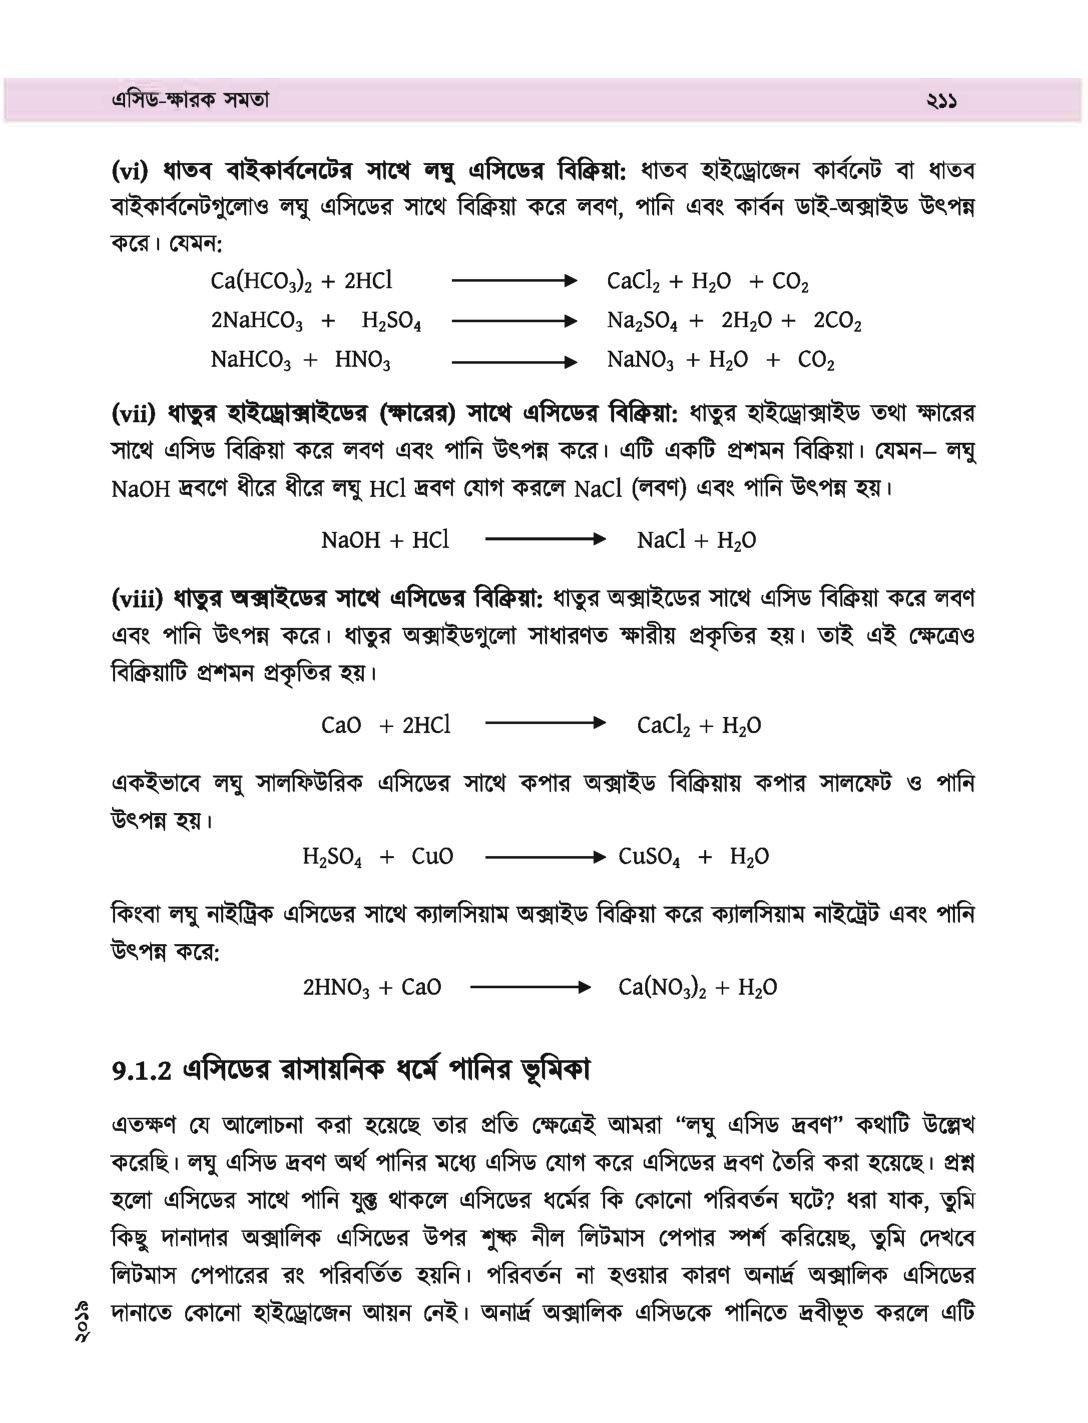 এসিড-ক্ষারক সমতা ২১১
(vi) ধাতব বাইকার্বনেটের সাথে লঘু এসিডের বিক্রিয়া: ধাতব হাইড্রোজেন কার্বনেট বা ধাতব
বাইকার্বনেটগুলোও লঘু এসিডের সাথে বিক্রিয়া করে লবণ, পানি এবং কার্বন ডাই-অক্সাইড উৎপন্ন
করে। যেমন:
Ca(HCO₃)₂ + 2HCl ⟶ CaCl₂ + H₂O + CO₂
2NaHCO₃ + H₂SO₄ ⟶ Na₂SO₄ + 2H₂O + 2CO₂
NaHCO₃ + HNO₃ ⟶ NaNO₃ + H₂O + CO₂
(vii) ধাতুর হাইড্রোক্সাইডের (ক্ষারের) সাথে এসিডের বিক্রিয়া: ধাতুর হাইড্রোক্সাইড তথা ক্ষারের
সাথে এসিড বিক্রিয়া করে লবণ এবং পানি উৎপন্ন করে। এটি একটি প্রশমন বিক্রিয়া। যেমন– লঘু
NaOH দ্রবণে ধীরে ধীরে লঘু HCl দ্রবণ যোগ করলে NaCl (লবণ) এবং পানি উৎপন্ন হয়।
NaOH + HCl ⟶ NaCl + H₂O
(viii) ধাতুর অক্সাইডের সাথে এসিডের বিক্রিয়া: ধাতুর অক্সাইডের সাথে এসিড বিক্রিয়া করে লবণ
এবং পানি উৎপন্ন করে। ধাতুর অক্সাইডগুলো সাধারণত ক্ষারীয় প্রকৃতির হয়। তাই এই ক্ষেত্রেও
বিক্রিয়াটি প্রশমন প্রকৃতির হয়।
CaO + 2HCl ⟶ CaCl₂ + H₂O
একইভাবে লঘু সালফিউরিক এসিডের সাথে কপার অক্সাইড বিক্রিয়ায় কপার সালফেট ও পানি
উৎপন্ন হয়।
H₂SO₄ + CuO ⟶ CuSO₄ + H₂O
কিংবা লঘু নাইট্রিক এসিডের সাথে ক্যালসিয়াম অক্সাইড বিক্রিয়া করে ক্যালসিয়াম নাইট্রেট এবং পানি
উৎপন্ন করে:
2HNO₃ + CaO ⟶ Ca(NO₃)₂ + H₂O
9.1.2 এসিডের রাসায়নিক ধর্মে পানির ভূমিকা
এতক্ষণ যে আলোচনা করা হয়েছে তার প্রতি ক্ষেত্রেই আমরা “লঘু এসিড দ্রবণ” কথাটি উল্লেখ
করেছি। লঘু এসিড দ্রবণ অর্থ পানির মধ্যে এসিড যোগ করে এসিডের দ্রবণ তৈরি করা হয়েছে। প্রশ্ন
হলো এসিডের সাথে পানি যুক্ত থাকলে এসিডের ধর্মের কি কোনো পরিবর্তন ঘটে? ধরা যাক, তুমি
কিছু দানাদার অক্সালিক এসিডের উপর শুষ্ক নীল লিটমাস পেপার স্পর্শ করিয়েছ, তুমি দেখবে
লিটমাস পেপারের রং পরিবর্তিত হয়নি। পরিবর্তন না হওয়ার কারণ অনার্দ্র অক্সালিক এসিডের
দানাতে কোনো হাইড্রোজেন আয়ন নেই। অনার্দ্র অক্সালিক এসিডকে পানিতে দ্রবীভূত করলে এটি
২০১৯